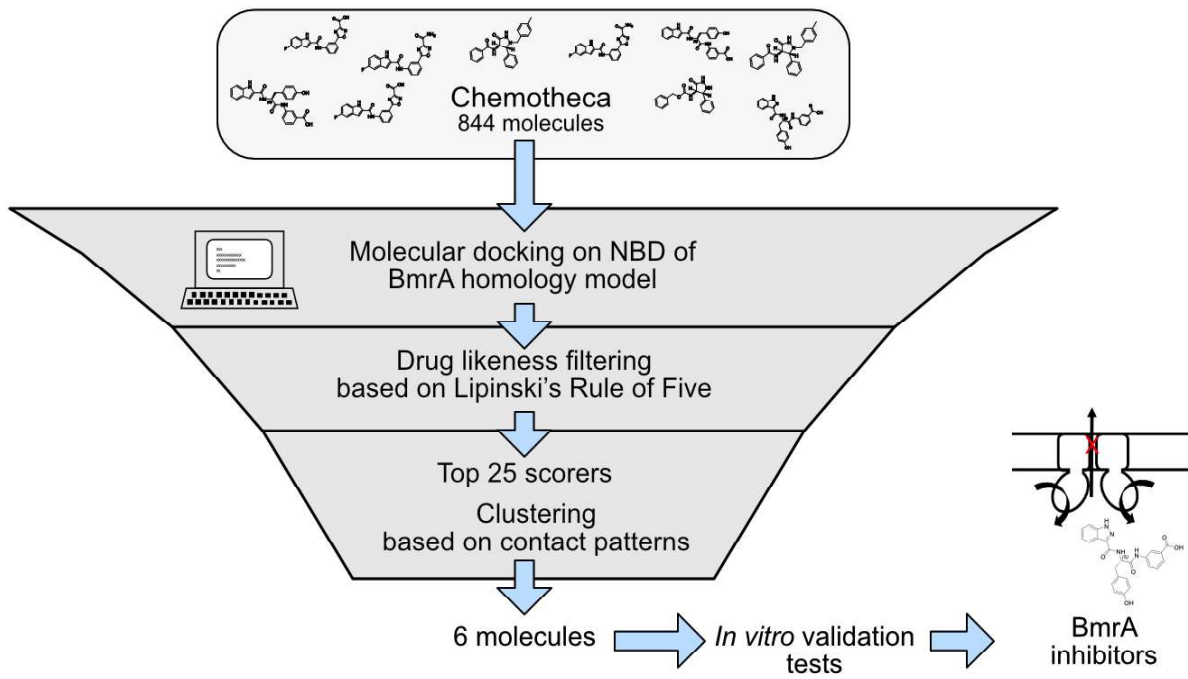 Chemotheca
844 molecules
Molecular docking on NBD of
BmrA homology model
Drug likeness filtering
based on Lipinski's Rule of Five
Top 25 scorers
Clustering
based on contact patterns
6 molecules
In vitro validation
tests
BmrA
inhibitors